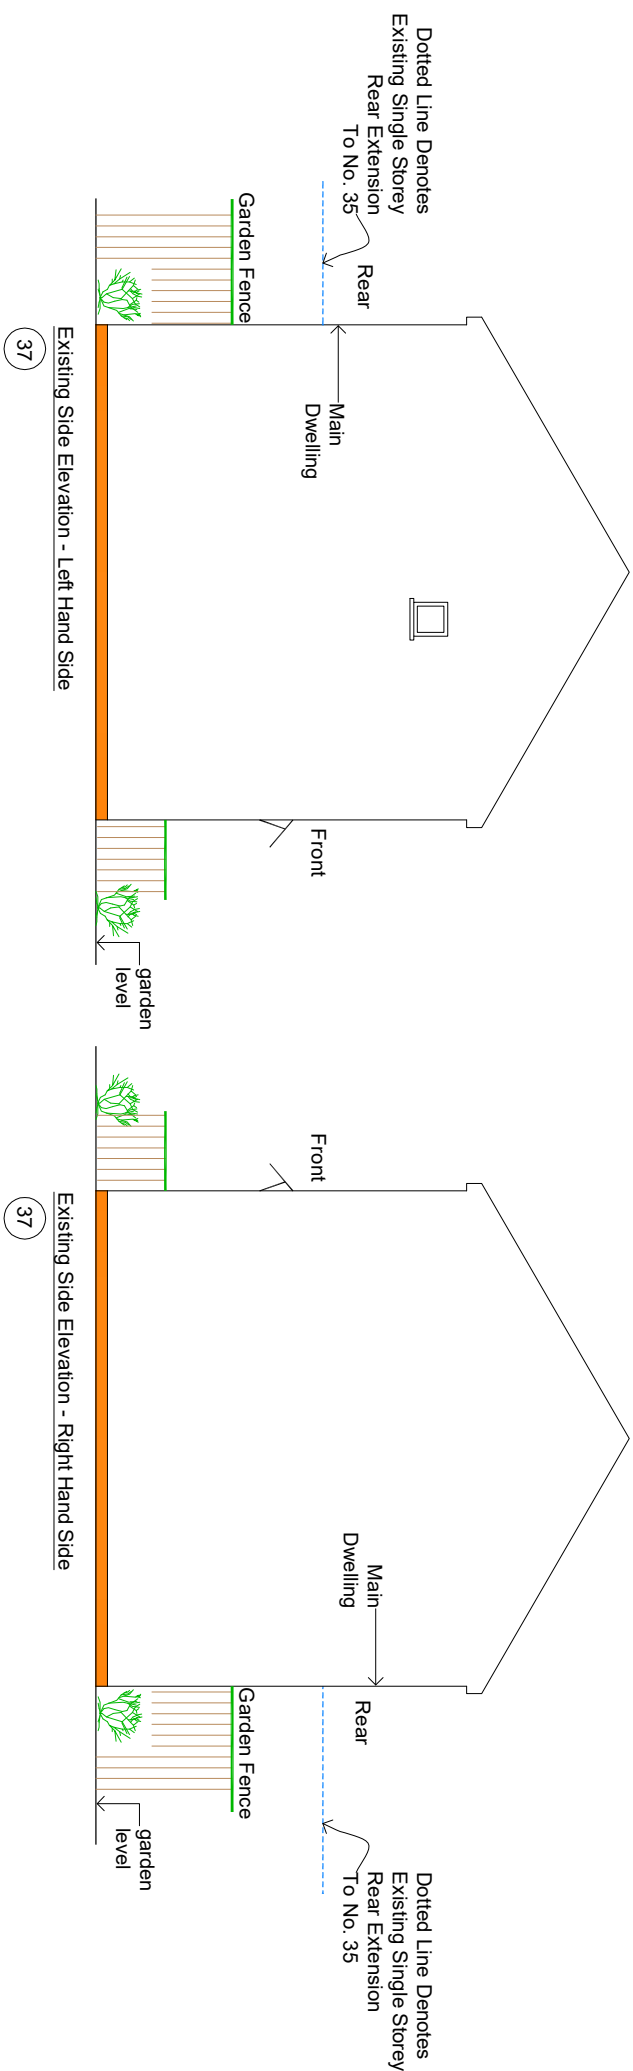 Dotted Line Denotes
Existing Single Storey
Rear Extension
To No. 35
Rear
Garden Fence
Main
Dwelling
Front
garden
level
Existing Side Elevation - Left Hand Side
37
Front
Main
Dwelling
Rear
Garden Fence
garden
level
Dotted Line Denotes
Existing Single Storey
Rear Extension
To No. 35
Existing Side Elevation - Right Hand Side
37